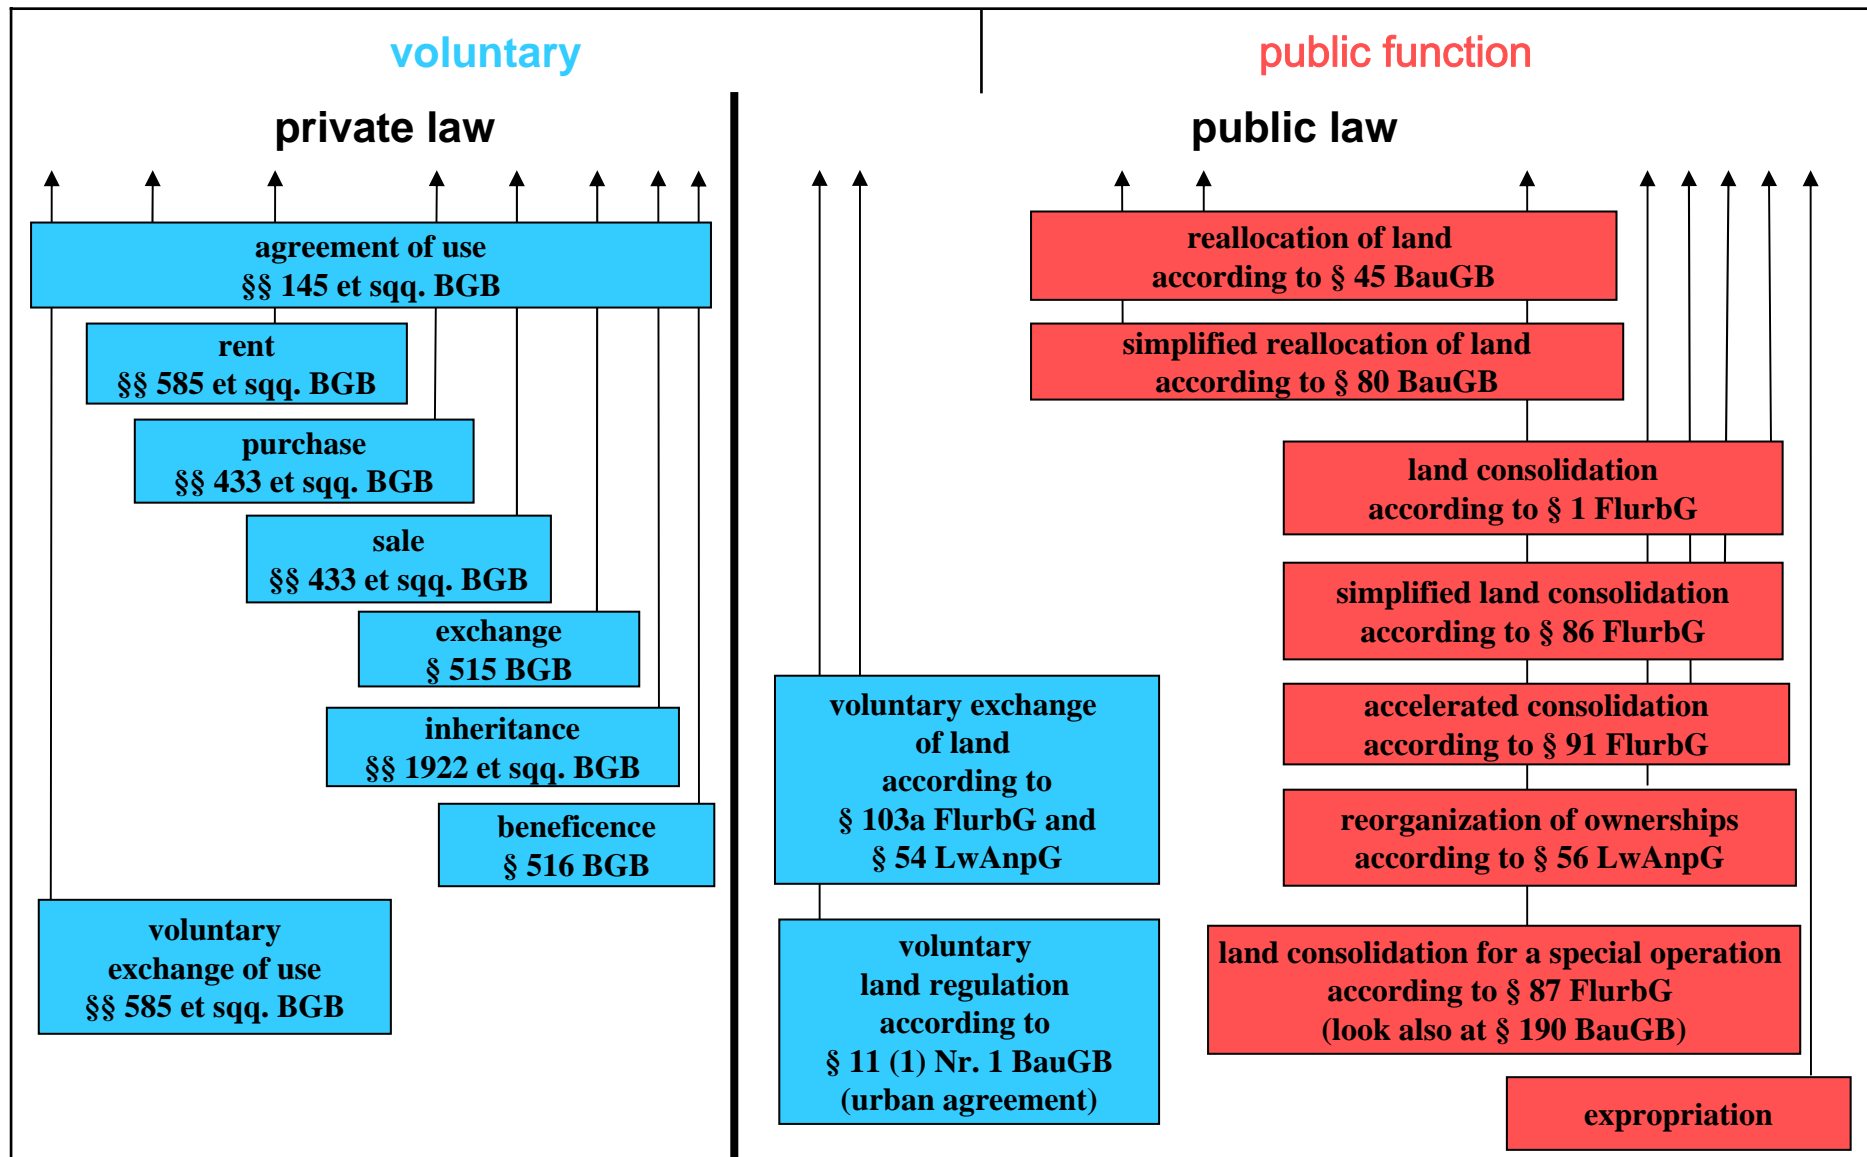 voluntary
public function
private law
public law
agreement of use
§§ 145 et sqq. BGB
rent
§§ 585 et sqq. BGB
purchase
§§ 433 et sqq. BGB
sale
§§ 433 et sqq. BGB
exchange
§ 515 BGB
inheritance
§§ 1922 et sqq. BGB
beneficence
§ 516 BGB
voluntary
exchange of use
§§ 585 et sqq. BGB
voluntary exchange
of land
according to
§ 103a FlurbG and
§ 54 LwAnpG
voluntary
land regulation
according to
§ 11 (1) Nr. 1 BauGB
(urban agreement)
reallocation of land
according to § 45 BauGB
simplified reallocation of land
according to § 80 BauGB
land consolidation
according to § 1 FlurbG
simplified land consolidation
according to § 86 FlurbG
accelerated consolidation
according to § 91 FlurbG
reorganization of ownerships
according to § 56 LwAnpG
land consolidation for a special operation
according to § 87 FlurbG
(look also at § 190 BauGB)
expropriation